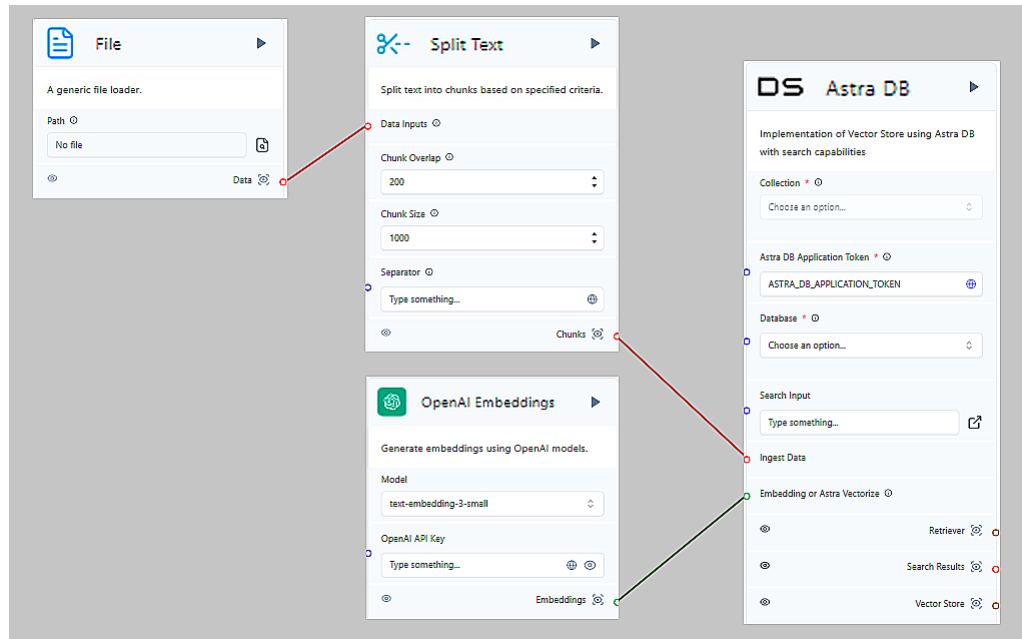 File
A generic file loader.
Path
No file
Data
Split Text
Split text into chunks based on specified criteria.
Data Inputs
Chunk Overlap
200
Chunk Size
1000
Separator
Type something...
Chunks
OpenAI Embeddings
Generate embeddings using OpenAI models.
Model
text-embedding-3-small
OpenAI API Key
Type something...
Embeddings
DS Astra DB
Implementation of Vector Store using Astra DB
with search capabilities
Collection *
Choose an option...
Astra DB Application Token *
ASTRA_DB_APPLICATION_TOKEN
Database *
Choose an option...
Search Input
Type something...
Ingest Data
Embedding or Astra Vectorize
Retriever
Search Results
Vector Store